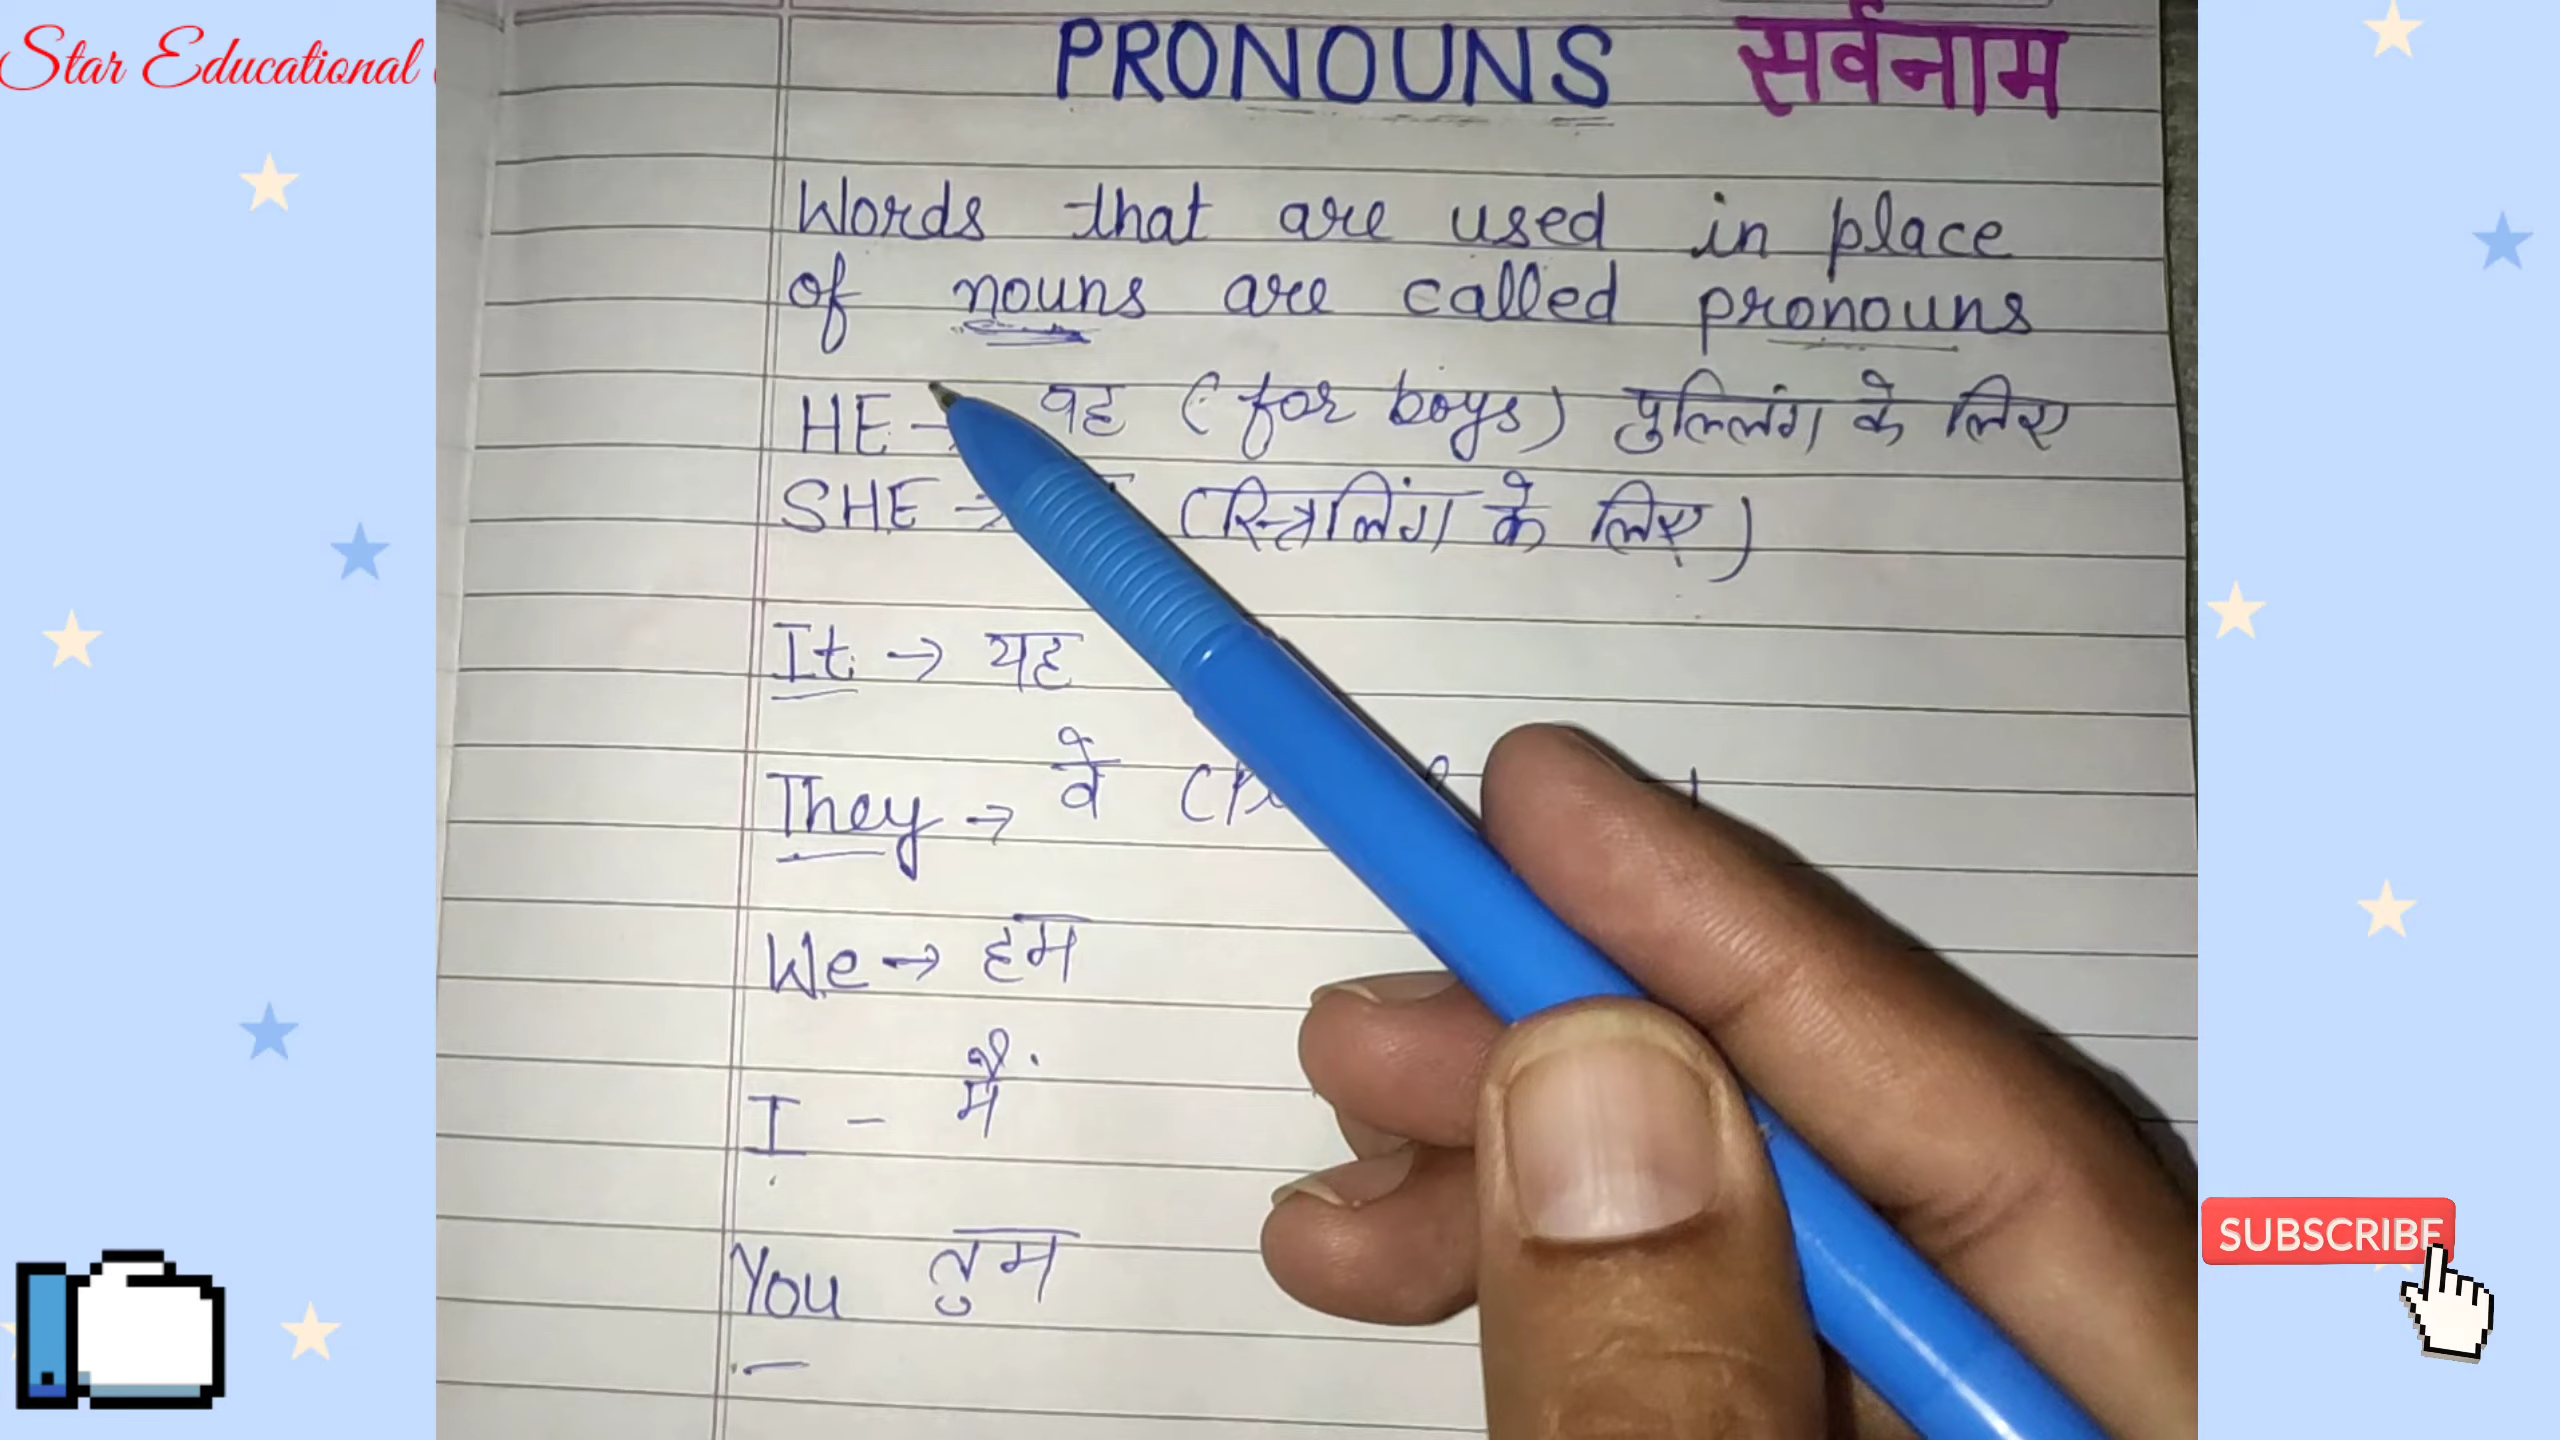 Star Educational
PRONOUNS सर्वनाम
Words that are used in place
of nouns are called pronouns
HE → वह (for boys) पुल्लिंग के लिए
SHE → (स्त्रिलिंग के लिए)
It → यह
They → वे
We → हम
I - मैं
You तुम
SUBSCRIBE